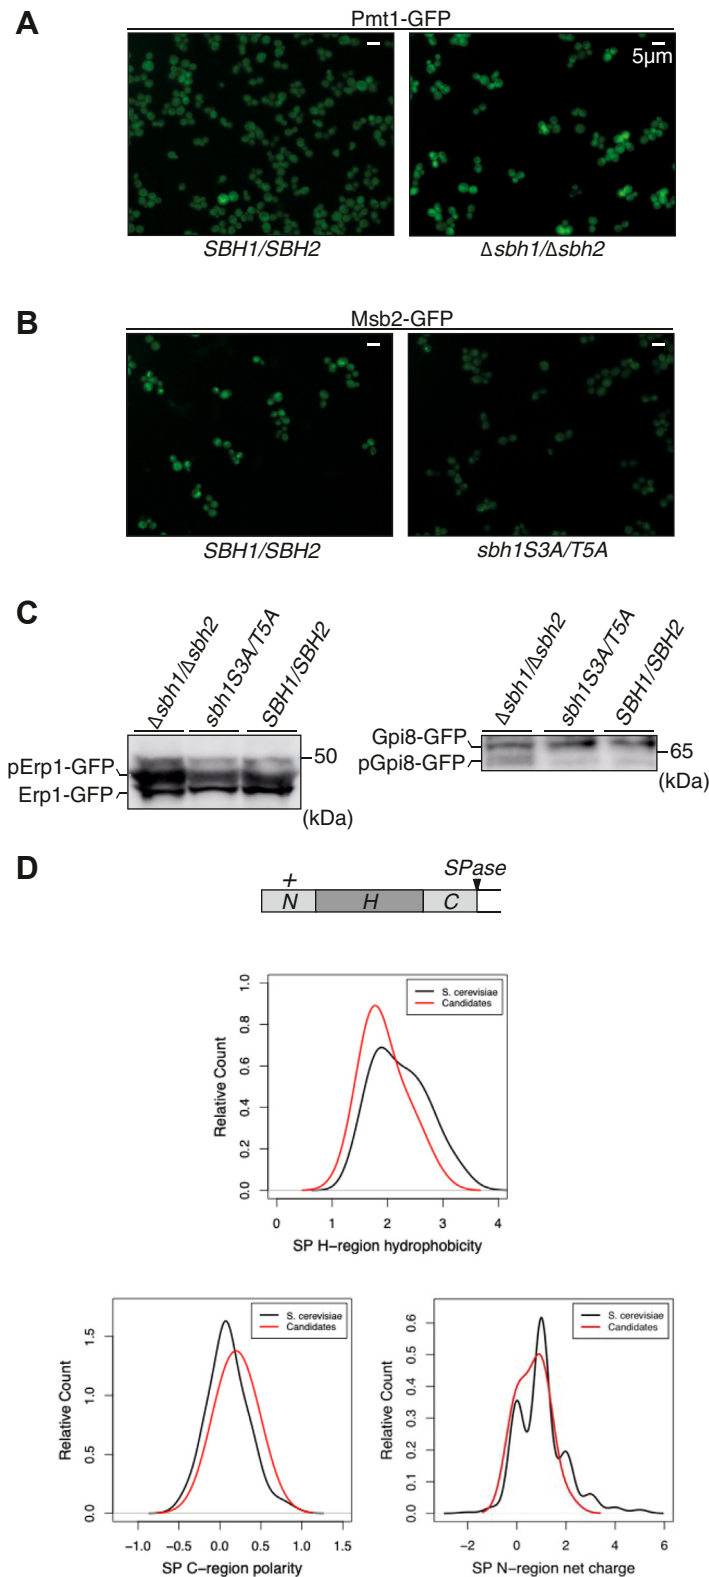 A
Pmt1-GFP
5µm
SBH1/SBH2
Δsbh1/Δsbh2
B
Msb2-GFP
SBH1/SBH2
sbh1S3A/T5A
C
Δsbh1/Δsbh2
sbh1S3A/T5A
SBH1/SBH2
pErp1-GFP
Erp1-GFP
50
(kDa)
Δsbh1/Δsbh2
sbh1S3A/T5A
SBH1/SBH2
Gpi8-GFP
pGpi8-GFP
65
(kDa)
D
SPase
+
N H C
S. cerevisiae
Candidates
Relative Count
0.0 0.2 0.4 0.6 0.8 1.0
0 1 2 3 4
SP H−region hydrophobicity
S. cerevisiae
Candidates
Relative Count
0.0 0.5 1.0 1.5
−1.0 −0.5 0.0 0.5 1.0 1.5
SP C−region polarity
S. cerevisiae
Candidates
Relative Count
0.0 0.1 0.2 0.3 0.4 0.5 0.6
−2 0 2 4 6
SP N−region net charge